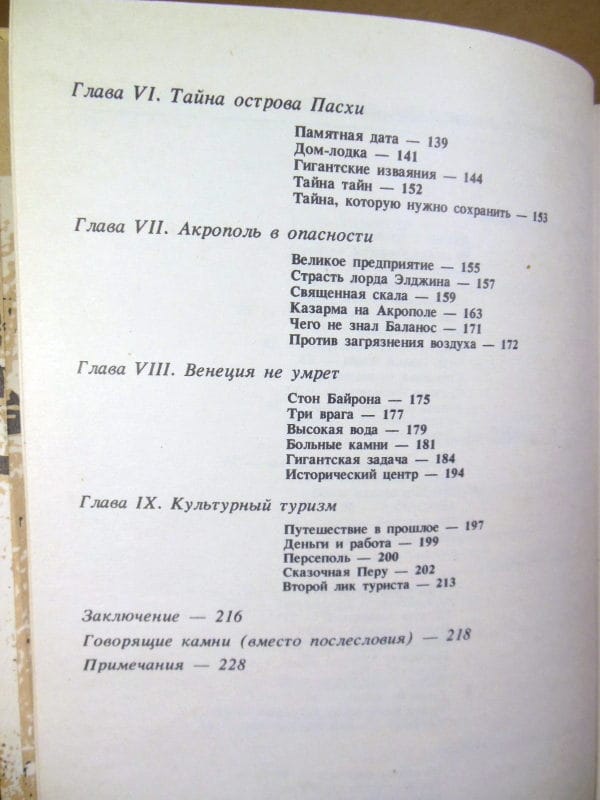 Глава VI. Тайна острова Пасхи
Памятная дата — 139
Дом-лодка — 141
Гигантские изваяния — 144
Тайна тайн — 152
Тайна, которую нужно сохранить — 153
Глава VII. Акрополь в опасности
Великое предприятие — 155
Страсть лорда Элджина — 157
Священная скала — 159
Казарма на Акрополе — 163
Чего не знал Баланос — 171
Против загрязнения воздуха — 172
Глава VIII. Венеция не умрет
Стон Байрона — 175
Три врага — 177
Высокая вода — 179
Больные камни — 181
Гигантская задача — 184
Исторический центр — 194
Глава IX. Культурный туризм
Путешествие в прошлое — 197
Деньги и работа — 199
Персеполь — 200
Сказочная Перу — 202
Второй лик туриста — 213
Заключение — 216
Говорящие камни (вместо послесловия) — 218
Примечания — 228